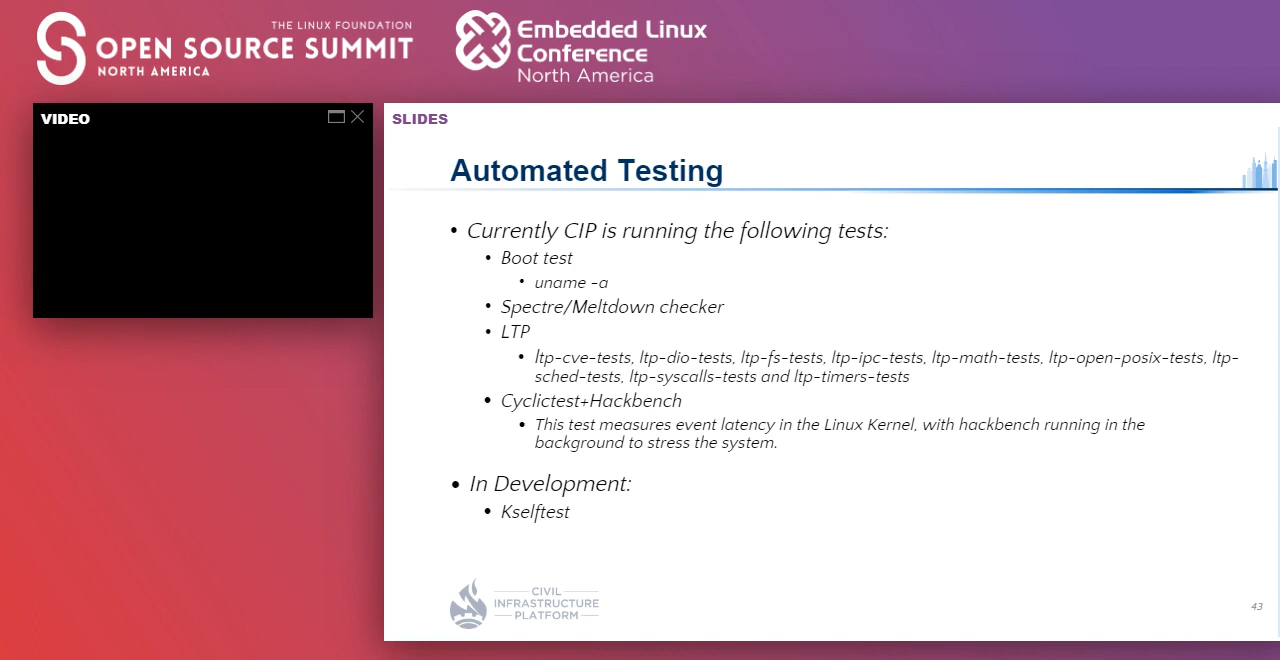 THE LINUX FOUNDATION
OPEN SOURCE SUMMIT
NORTH AMERICA
Embedded Linux
Conference
North America
VIDEO
SLIDES
Automated Testing
• Currently CIP is running the following tests:
• Boot test
• uname -a
• Spectre/Meltdown checker
• LTP
• ltp-cve-tests, ltp-dio-tests, ltp-fs-tests, ltp-ipc-tests, ltp-math-tests, ltp-open-posix-tests, ltp-
sched-tests, ltp-syscalls-tests and ltp-timers-tests
• Cyclictest+Hackbench
• This test measures event latency in the Linux Kernel, with hackbench running in the
background to stress the system.
• In Development:
• Kselftest
CIVIL
INFRASTRUCTURE
PLATFORM
43